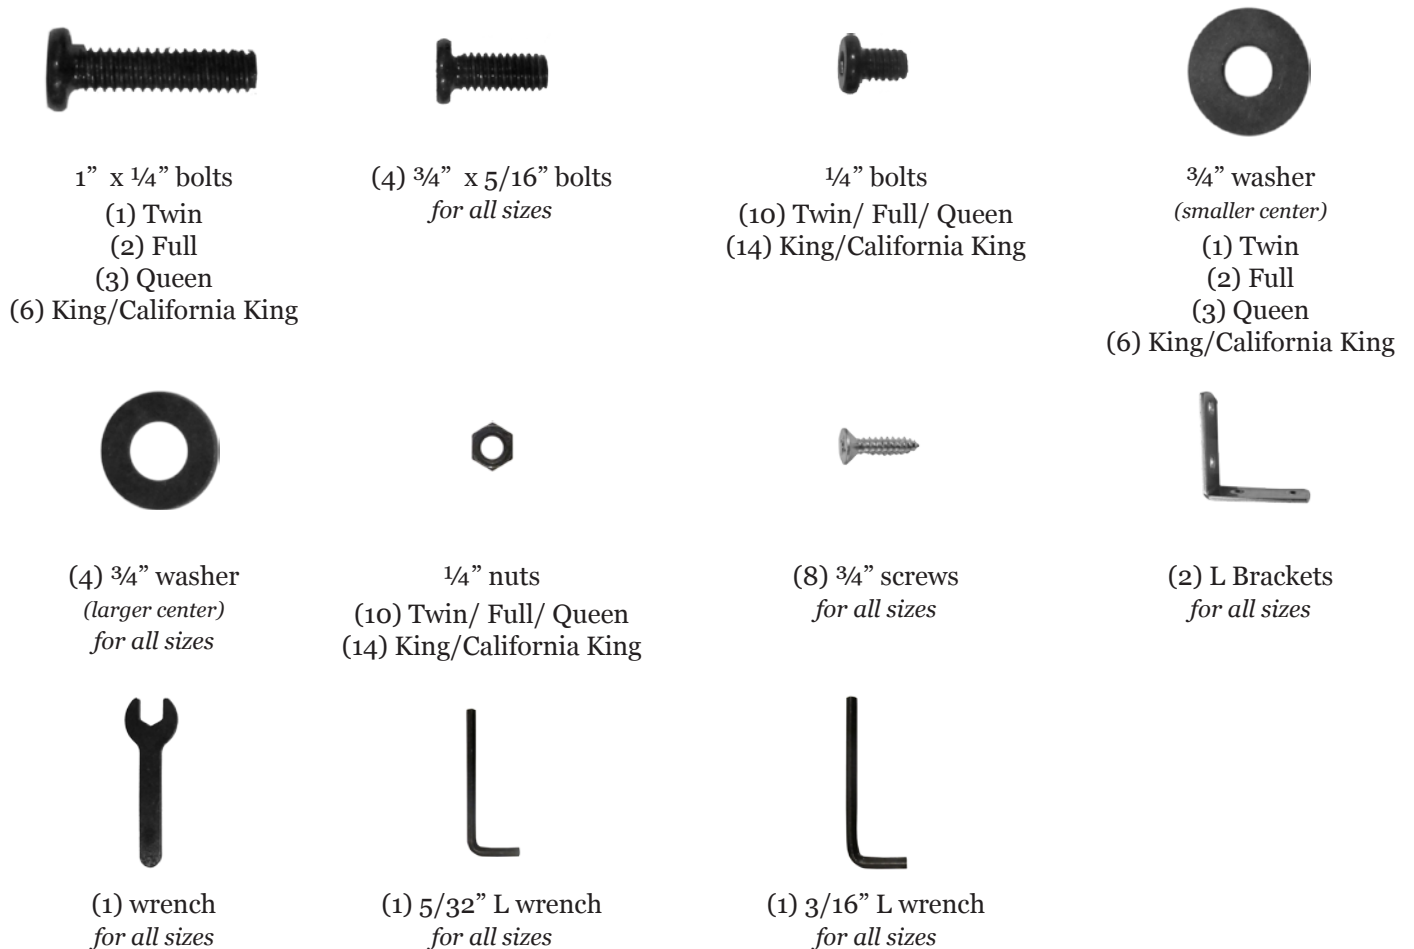 1” x ¼” bolts
(1) Twin
(2) Full
(3) Queen
(6) King/California King
(4) ¾” x 5/16” bolts
for all sizes
¼” bolts
(10) Twin/ Full/ Queen
(14) King/California King
¾” washer
(smaller center)
(1) Twin
(2) Full
(3) Queen
(6) King/California King
(4) ¾” washer
(larger center)
for all sizes
¼” nuts
(10) Twin/ Full/ Queen
(14) King/California King
(8) ¾” screws
for all sizes
(2) L Brackets
for all sizes
(1) wrench
for all sizes
(1) 5/32” L wrench
for all sizes
(1) 3/16” L wrench
for all sizes